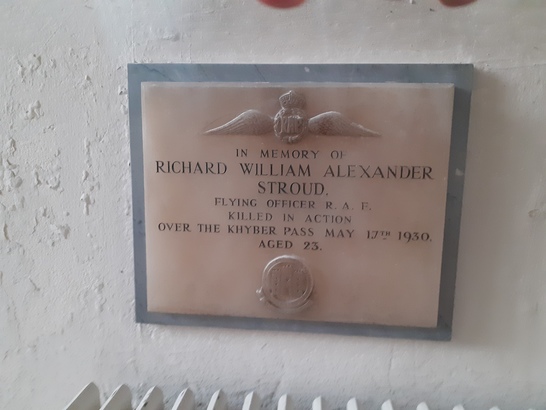 IN MEMORY OF
RICHARD WILLIAM ALEXANDER
STROUD,
FLYING OFFICER R. A. F.
KILLED IN ACTION
OVER THE KHYBER PASS MAY 17TH 1930.
AGED 23.